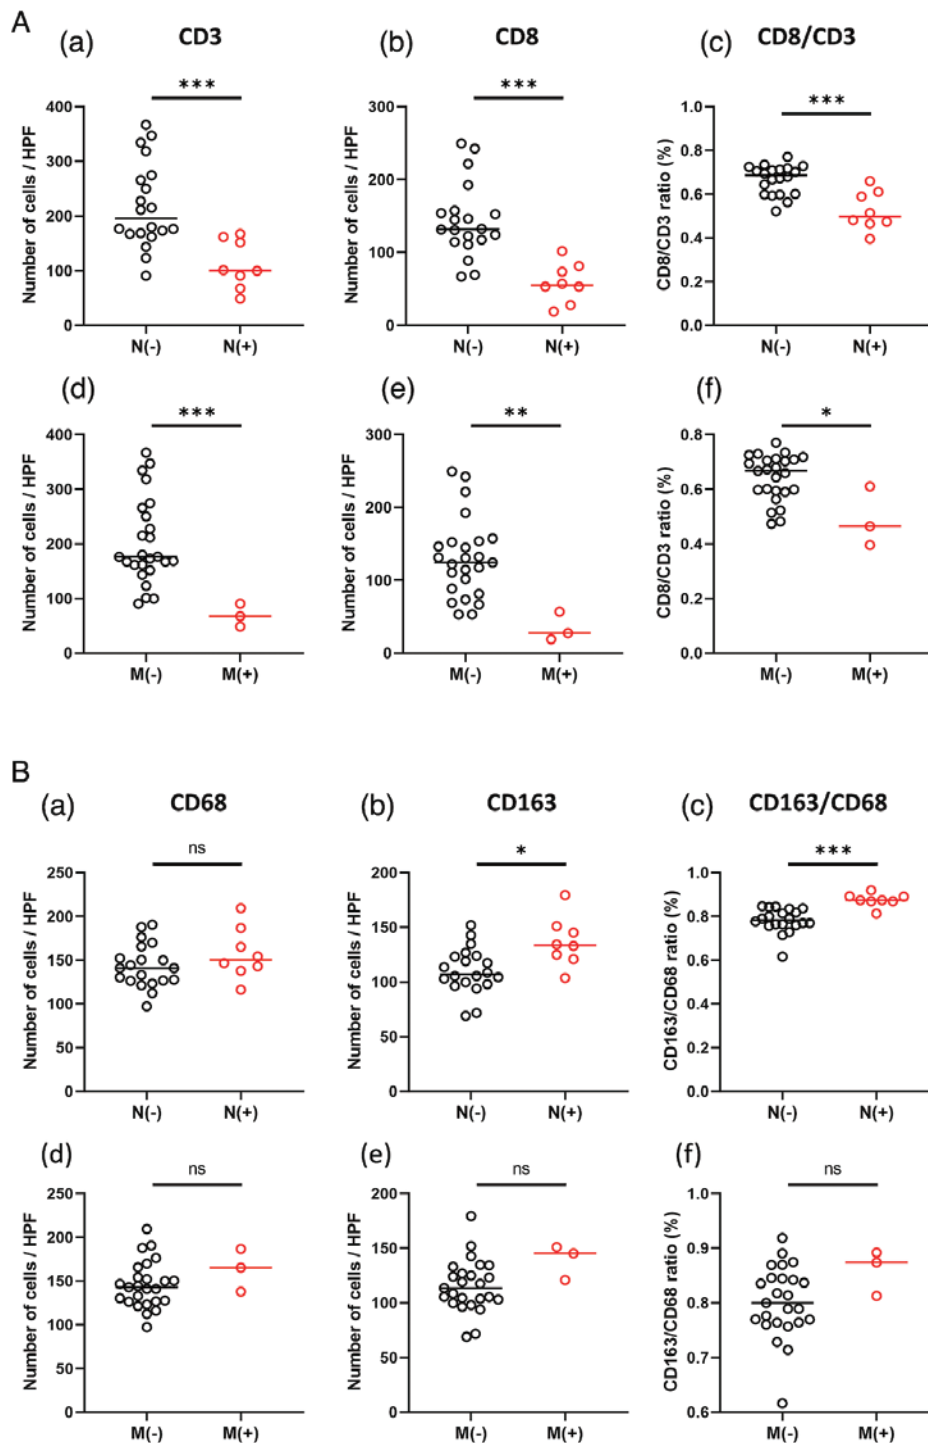 A
(a) CD3 (b) CD8 (c) CD8/CD3
*** *** ***
Number of cells / HPF
400
300
200
100
0
N(-) N(+)
Number of cells / HPF
300
200
100
0
N(-) N(+)
CD8/CD3 ratio (%)
1.0
0.8
0.6
0.4
0.2
0.0
N(-) N(+)
(d) (e) (f)
*** ** *
Number of cells / HPF
400
300
200
100
0
M(-) M(+)
Number of cells / HPF
300
200
100
0
M(-) M(+)
CD8/CD3 ratio (%)
0.8
0.6
0.4
0.2
0.0
M(-) M(+)
B
(a) CD68 (b) CD163 (c) CD163/CD68
ns * ***
Number of cells / HPF
250
200
150
100
50
0
N(-) N(+)
Number of cells / HPF
200
150
100
50
0
N(-) N(+)
CD163/CD68 ratio (%)
1.0
0.8
0.6
0.4
0.2
0.0
N(-) N(+)
(d) (e) (f)
ns ns ns
Number of cells / HPF
250
200
150
100
50
0
M(-) M(+)
Number of cells / HPF
200
150
100
50
0
M(-) M(+)
CD163/CD68 ratio (%)
1.0
0.9
0.8
0.7
0.6
M(-) M(+)